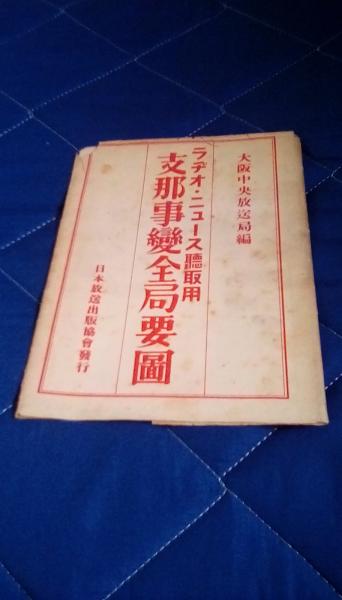 大阪中央放送局編
ラヂオ・ニュース聽取用
支那事變全局要圖
日本放送出版協會發行